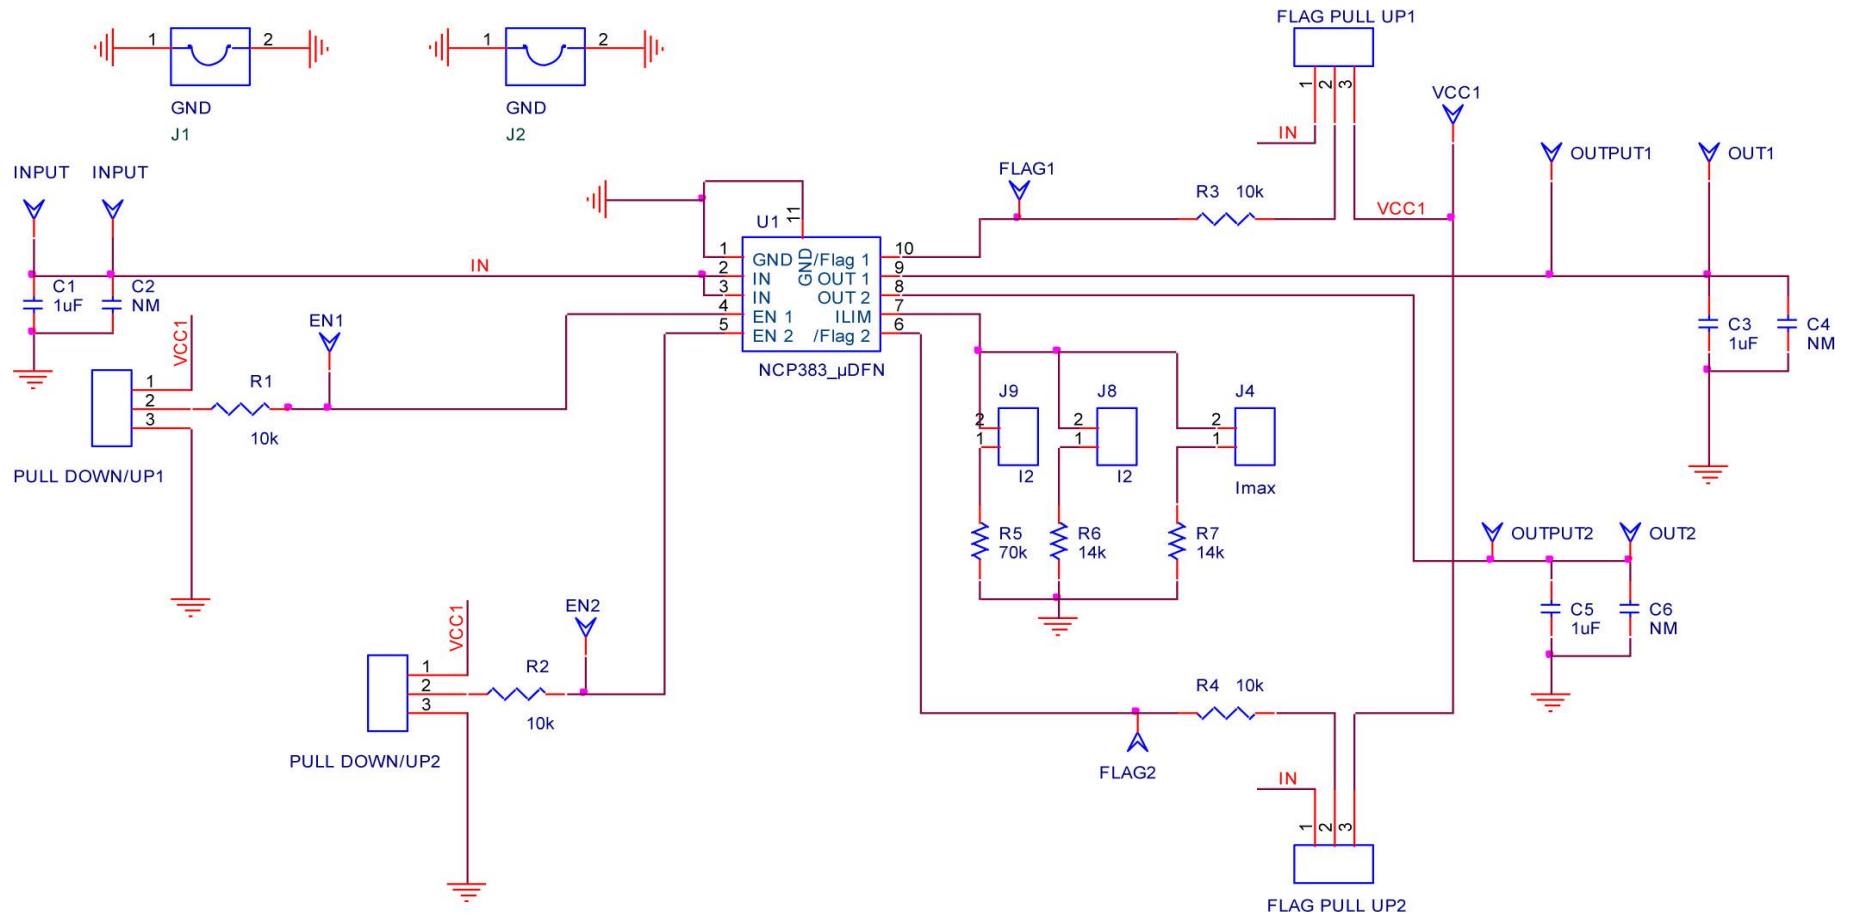 FLAG PULL UP1
1 2
GND
J1
1 2
GND
J2
1 2 3
IN
VCC1
INPUT INPUT
FLAG1
OUTPUT1 OUT1
R3 10k
VCC1
U1
11
1 GND
2 IN
3 IN
4 EN 1
5 EN 2
GND
/Flag 1 10
OUT 1 9
OUT 2 8
ILIM 7
/Flag 2 6
NCP383_µDFN
IN
C1
1uF
C2
NM
VCC1
EN1
1
2
3
R1
10k
PULL DOWN/UP1
C3
1uF
C4
NM
J9
2
1
I2
J8
2
1
I2
J4
2
1
Imax
R5
70k
R6
14k
R7
14k
OUTPUT2 OUT2
C5
1uF
C6
NM
VCC1
EN2
1
2
3
R2
10k
PULL DOWN/UP2
R4 10k
FLAG2
IN
1 2 3
FLAG PULL UP2